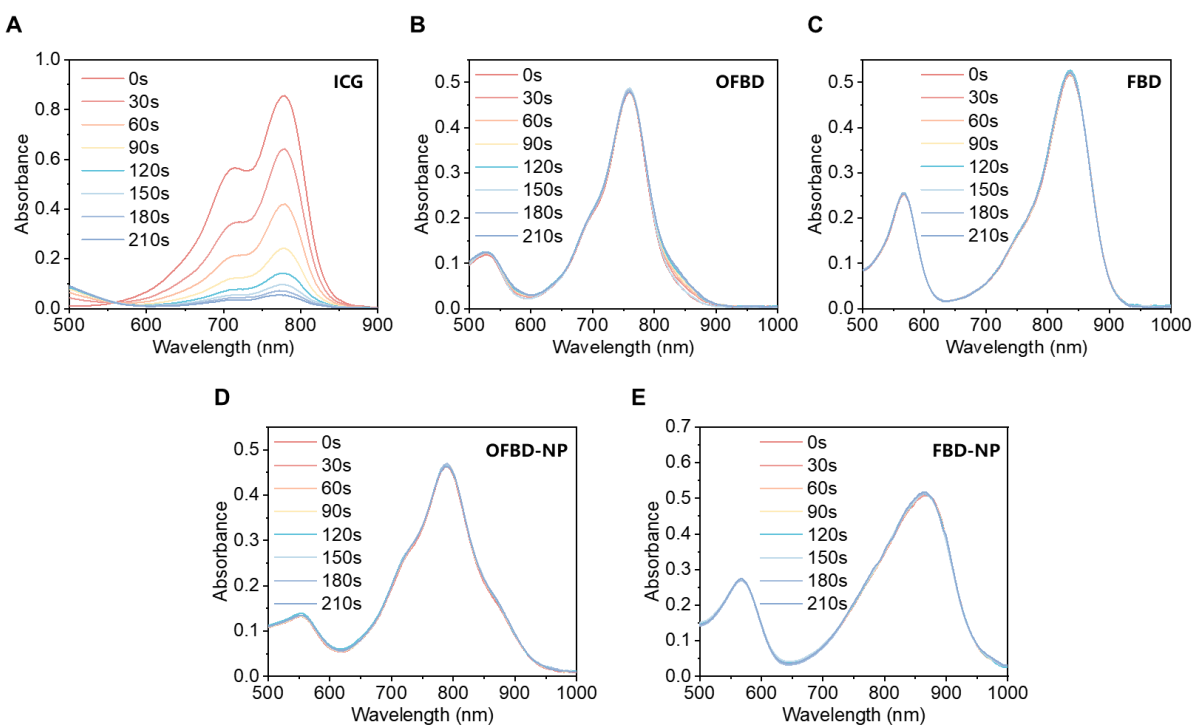 A
ICG
0s
30s
60s
90s
120s
150s
180s
210s
1.0
0.8
0.6
0.4
0.2
0.0
500 600 700 800 900
Absorbance
Wavelength (nm)
B
OFBD
0s
30s
60s
90s
120s
150s
180s
210s
0.5
0.4
0.3
0.2
0.1
0.0
500 600 700 800 900 1000
Absorbance
Wavelength (nm)
C
FBD
0s
30s
60s
90s
120s
150s
180s
210s
0.5
0.4
0.3
0.2
0.1
0.0
500 600 700 800 900 1000
Absorbance
Wavelength (nm)
D
OFBD-NP
0s
30s
60s
90s
120s
150s
180s
210s
0.5
0.4
0.3
0.2
0.1
0.0
500 600 700 800 900 1000
Absorbance
Wavelength (nm)
E
FBD-NP
0s
30s
60s
90s
120s
150s
180s
210s
0.7
0.6
0.5
0.4
0.3
0.2
0.1
0.0
500 600 700 800 900 1000
Absorbance
Wavelength (nm)